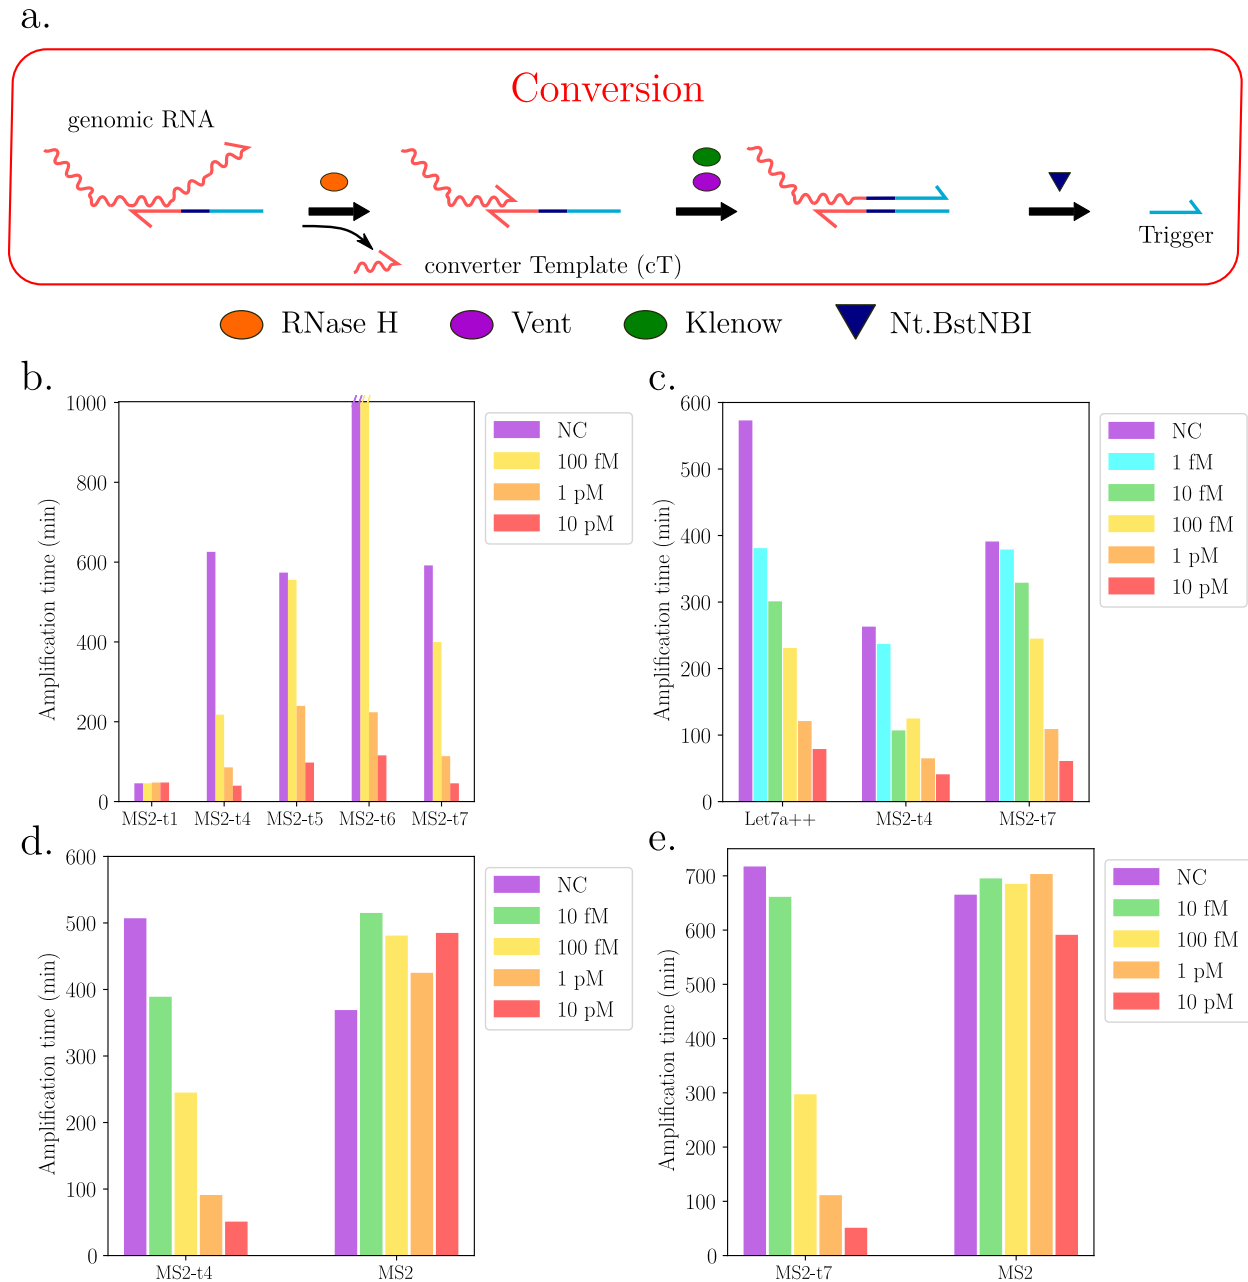 a.
Conversion
genomic RNA
Trigger
converter Template (cT)
RNase H
Vent
Klenow
Nt.BstNBI
b.
Amplification time (min)
1000
800
600
400
200
0
MS2-t1
MS2-t4
MS2-t5
MS2-t6
MS2-t7
NC
100 fM
1 pM
10 pM
c.
Amplification time (min)
600
500
400
300
200
100
0
Let7a++
MS2-t4
MS2-t7
NC
1 fM
10 fM
100 fM
1 pM
10 pM
d.
Amplification time (min)
600
500
400
300
200
100
0
MS2-t4
MS2
NC
10 fM
100 fM
1 pM
10 pM
e.
Amplification time (min)
700
600
500
400
300
200
100
0
MS2-t7
MS2
NC
10 fM
100 fM
1 pM
10 pM